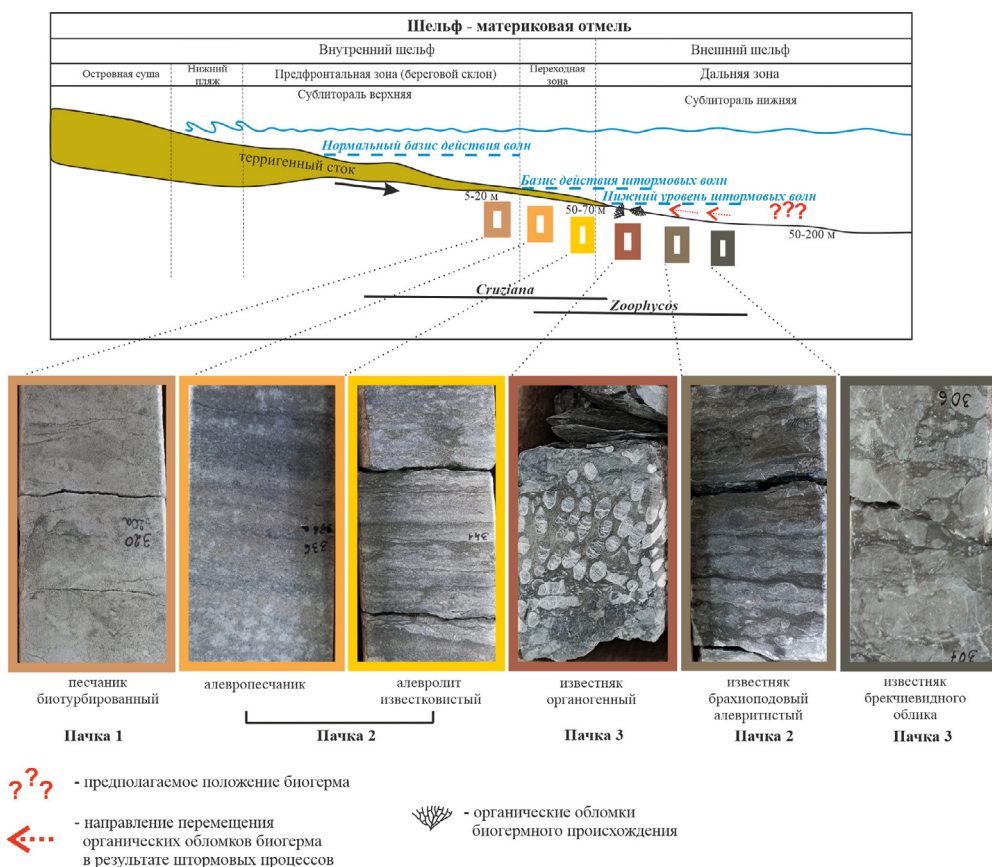 Шельф - материковая отмель
Внутренний шельф
Внешний шельф
Островная суша
Нижний
пляж
Предфронтальная зона (береговой склон)
Переходная
зона
Дальняя зона
Сублитораль верхняя
Сублитораль нижняя
Нормальный базис действия волн
терригенный сток
Базис действия штормовых волн
Нижний уровень штормовых волн
5-20 м
50-70 м
???
50-200 м
Cruziana
Zoophycos
320
336
341
306
307
песчаник
биотурбированный
алевропесчаник
алевролит
известковистый
известняк
органогенный
известняк
брахиоподовый
алевритистый
известняк
брекчиевидного
облика
Пачка 1
Пачка 2
Пачка 3
Пачка 2
Пачка 3
??? - предполагаемое положение биогерма
- направление перемещения
органических обломков биогерма
в результате штормовых процессов
- органические обломки
биогермного происхождения